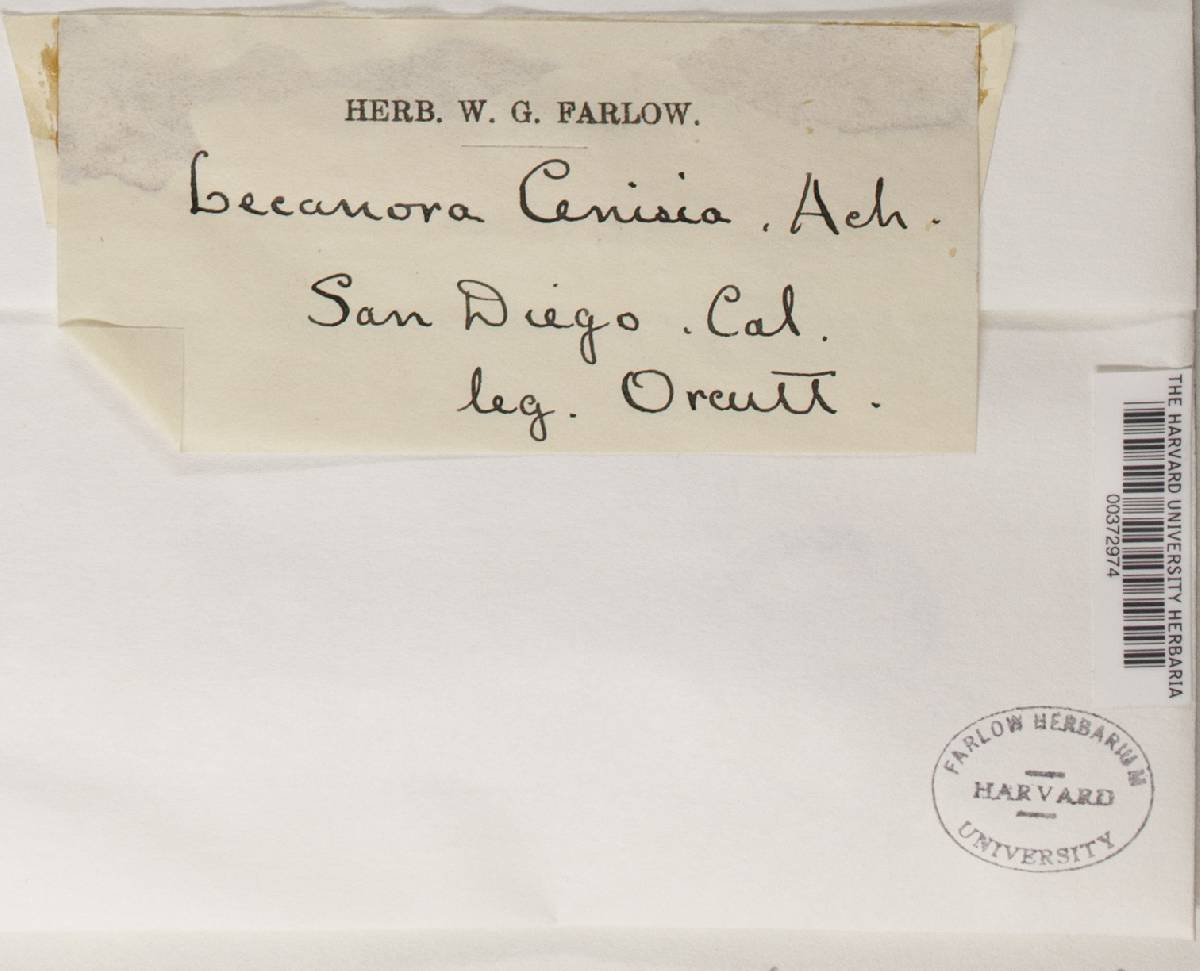 HERB. W. G. FARLOW.
Lecanora Cenisia . Ach .
San Diego . Cal .
leg . Orcutt .
THE HARVARD UNIVERSITY HERBARIA
00372974
FARLOW HERBARIUM
HARVARD
UNIVERSITY